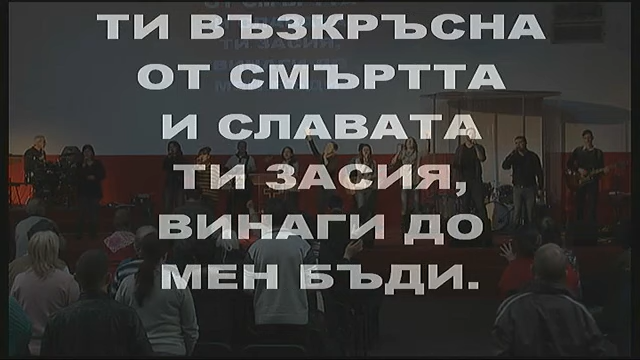 ТИ ВЪЗКРЪСНА
ОТ СМЪРТТА
И СЛАВАТА
ТИ ЗАСИЯ,
ВИНАГИ ДО
МЕН БЪДИ.